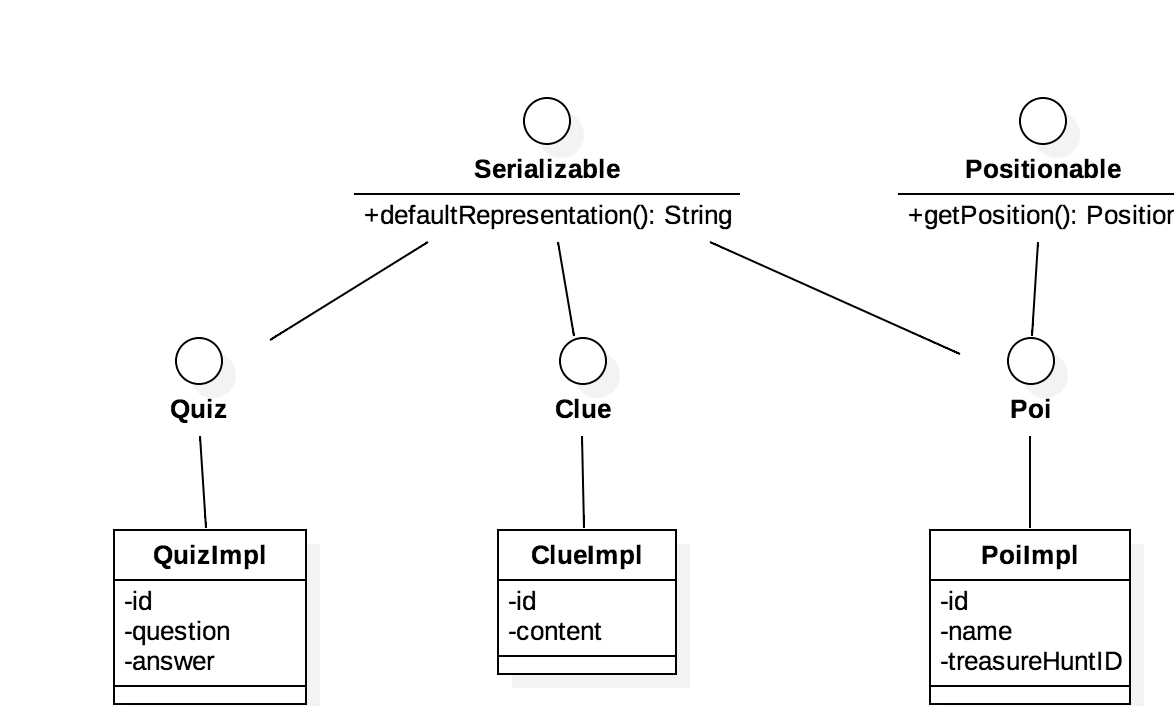 Serializable
Positionable
+defaultRepresentation(): String
+getPosition(): Position
Quiz
Clue
Poi
QuizImpl
-id
-question
-answer
ClueImpl
-id
-content
PoiImpl
-id
-name
-treasureHuntID